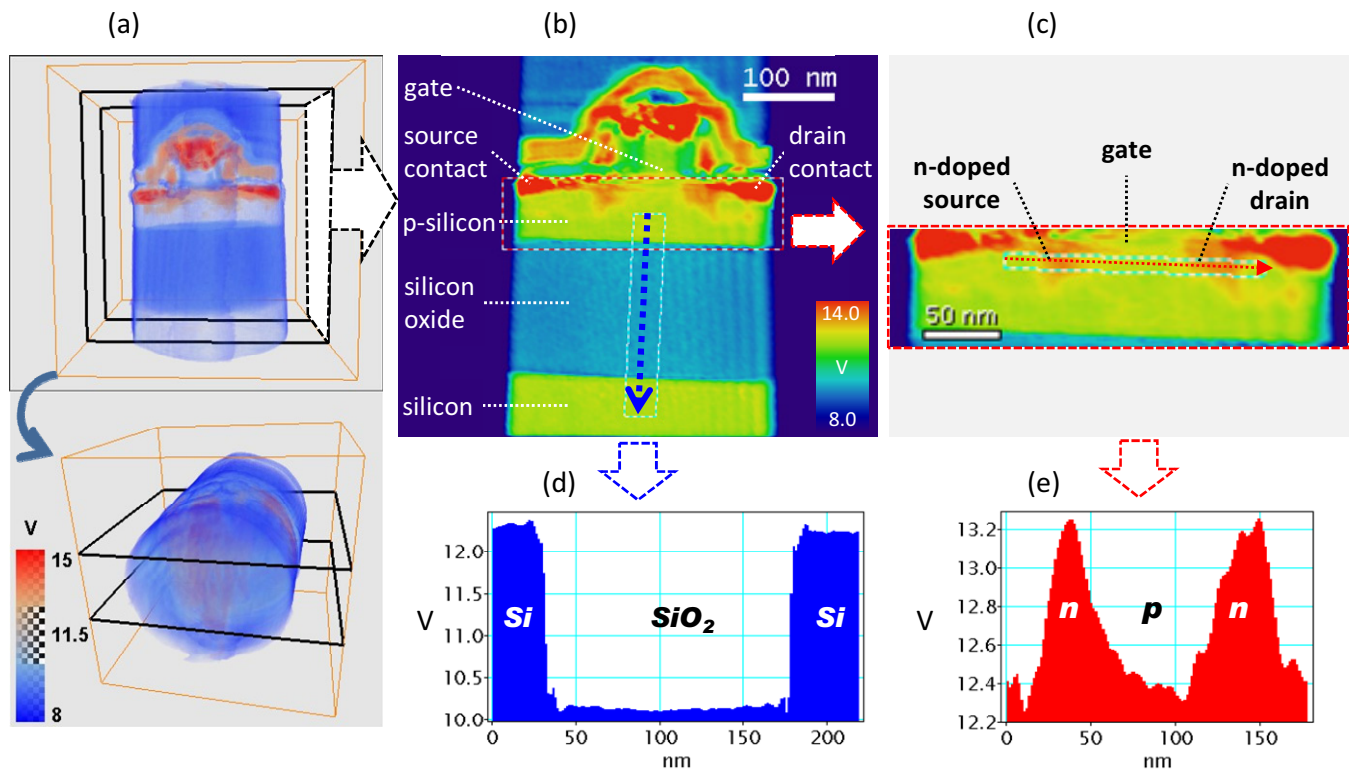 (a)
(b)
(c)
V
15
11.5
8
100 nm
gate
source
contact
drain
contact
p-silicon
silicon
oxide
silicon
14.0
V
8.0
n-doped
source
gate
n-doped
drain
50 nm
(d)
V
12.0
11.5
11.0
10.5
10.0
Si
SiO₂
Si
0
50
100
150
200
nm
(e)
V
13.2
13.0
12.8
12.6
12.4
12.2
n
p
n
0
50
100
150
nm